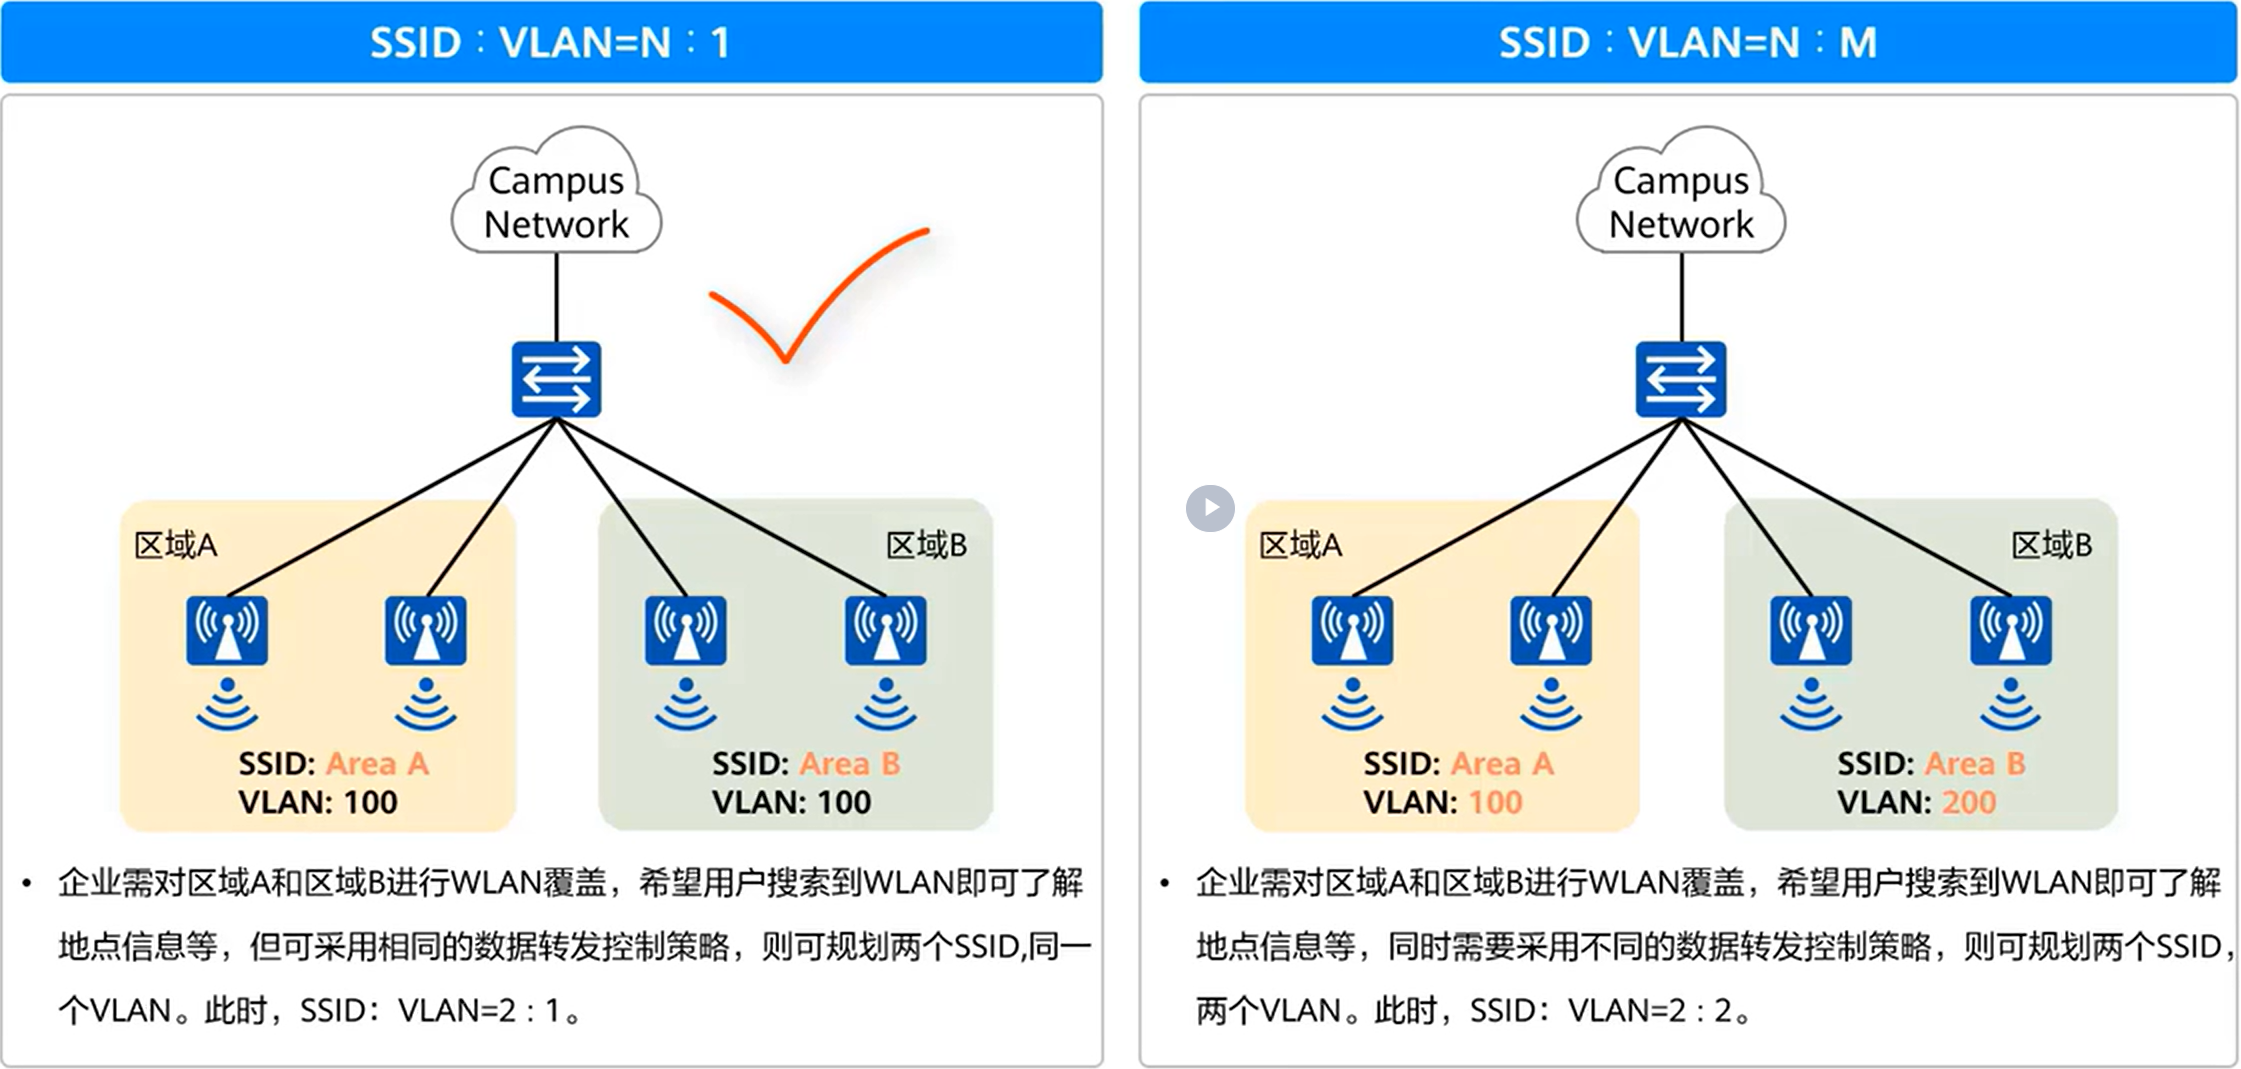 SSID：VLAN=N：1
Campus
Network
区域A
区域B
SSID: Area A
VLAN: 100
SSID: Area B
VLAN: 100
• 企业需对区域A和区域B进行WLAN覆盖，希望用户搜索到WLAN即可了解
地点信息等，但可采用相同的数据转发控制策略，则可规划两个SSID,同一
个VLAN。此时，SSID：VLAN=2：1。
SSID：VLAN=N：M
Campus
Network
区域A
区域B
SSID: Area A
VLAN: 100
SSID: Area B
VLAN: 200
• 企业需对区域A和区域B进行WLAN覆盖，希望用户搜索到WLAN即可了解
地点信息等，同时需要采用不同的数据转发控制策略，则可规划两个SSID，
两个VLAN。此时，SSID：VLAN=2：2。